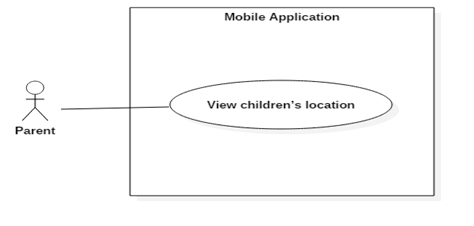 Mobile Application
View children's location
Parent